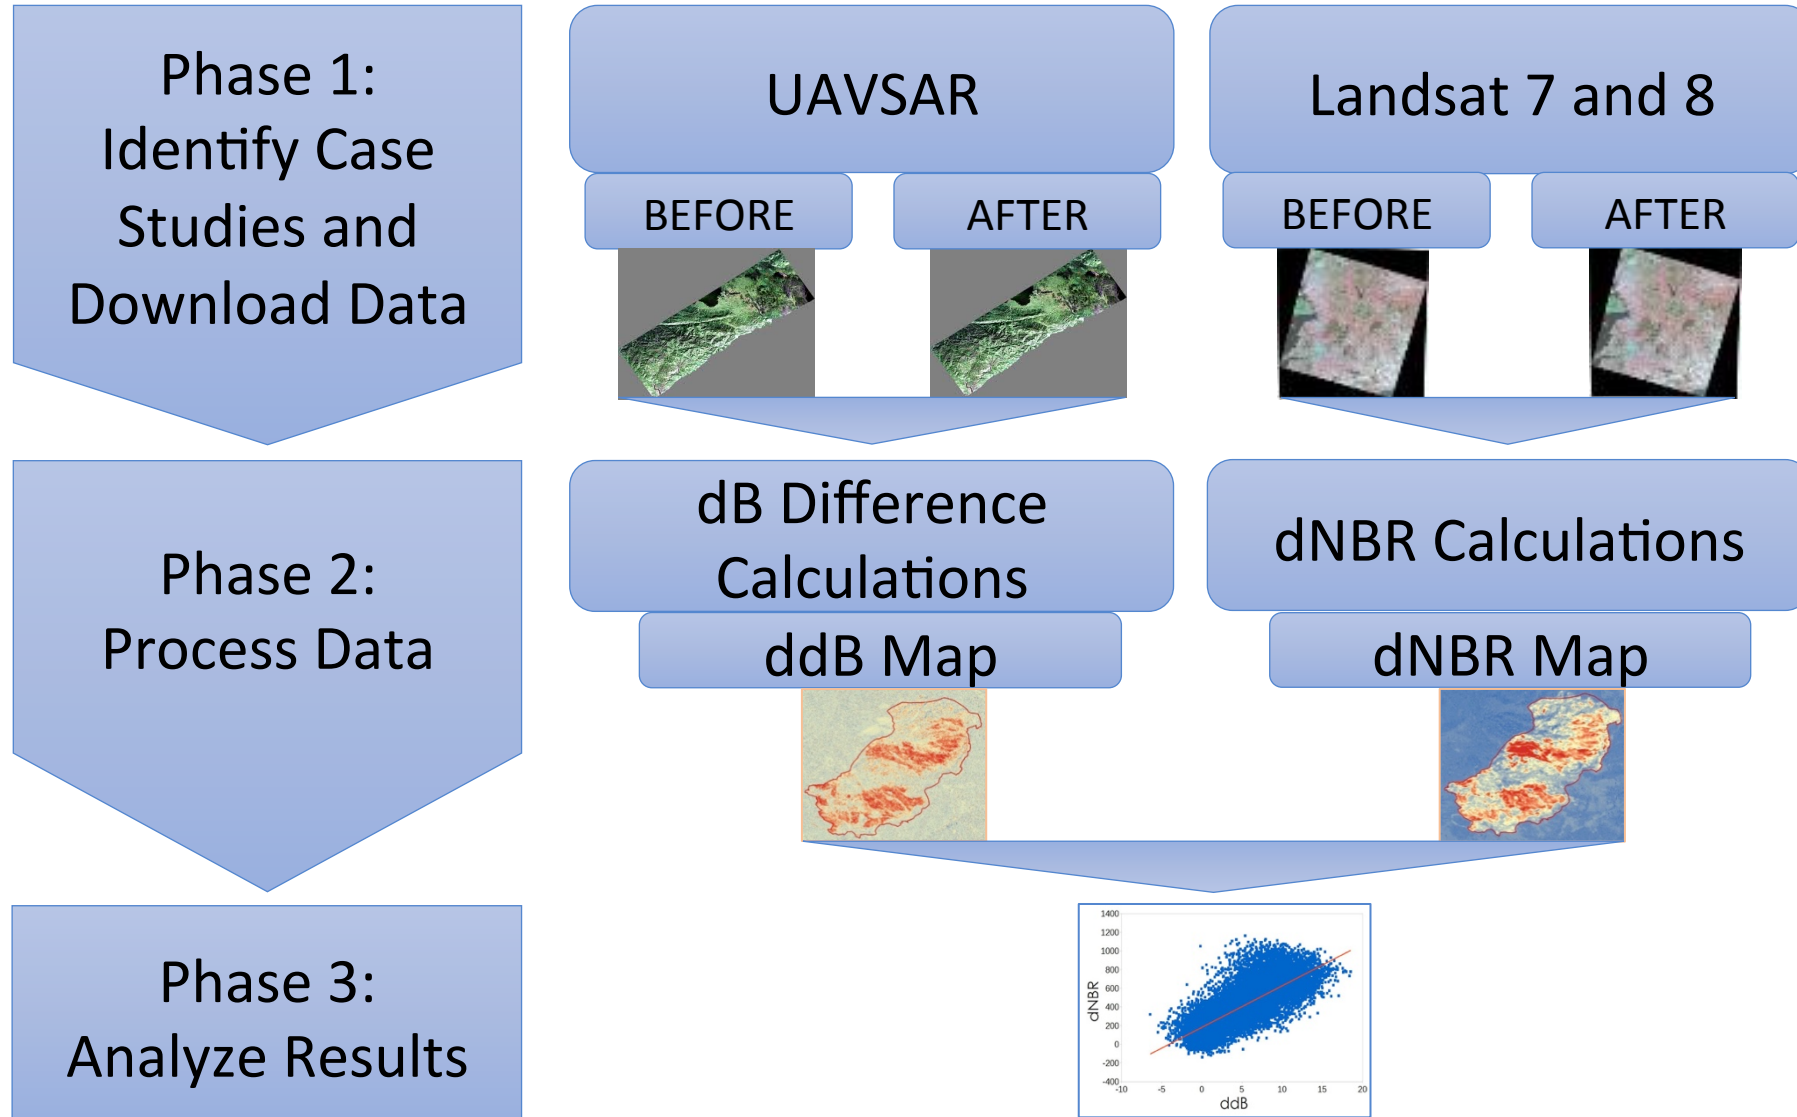 Phase 1:
Identify Case
Studies and
Download Data
UAVSAR
Landsat 7 and 8
BEFORE
AFTER
BEFORE
AFTER
Phase 2:
Process Data
dB Difference
Calculations
dNBR Calculations
ddB Map
dNBR Map
Phase 3:
Analyze Results
1400
1200
1000
800
600
400
200
0
-200
-400
dNBR
-10 -5 0 5 10 15 20
ddB